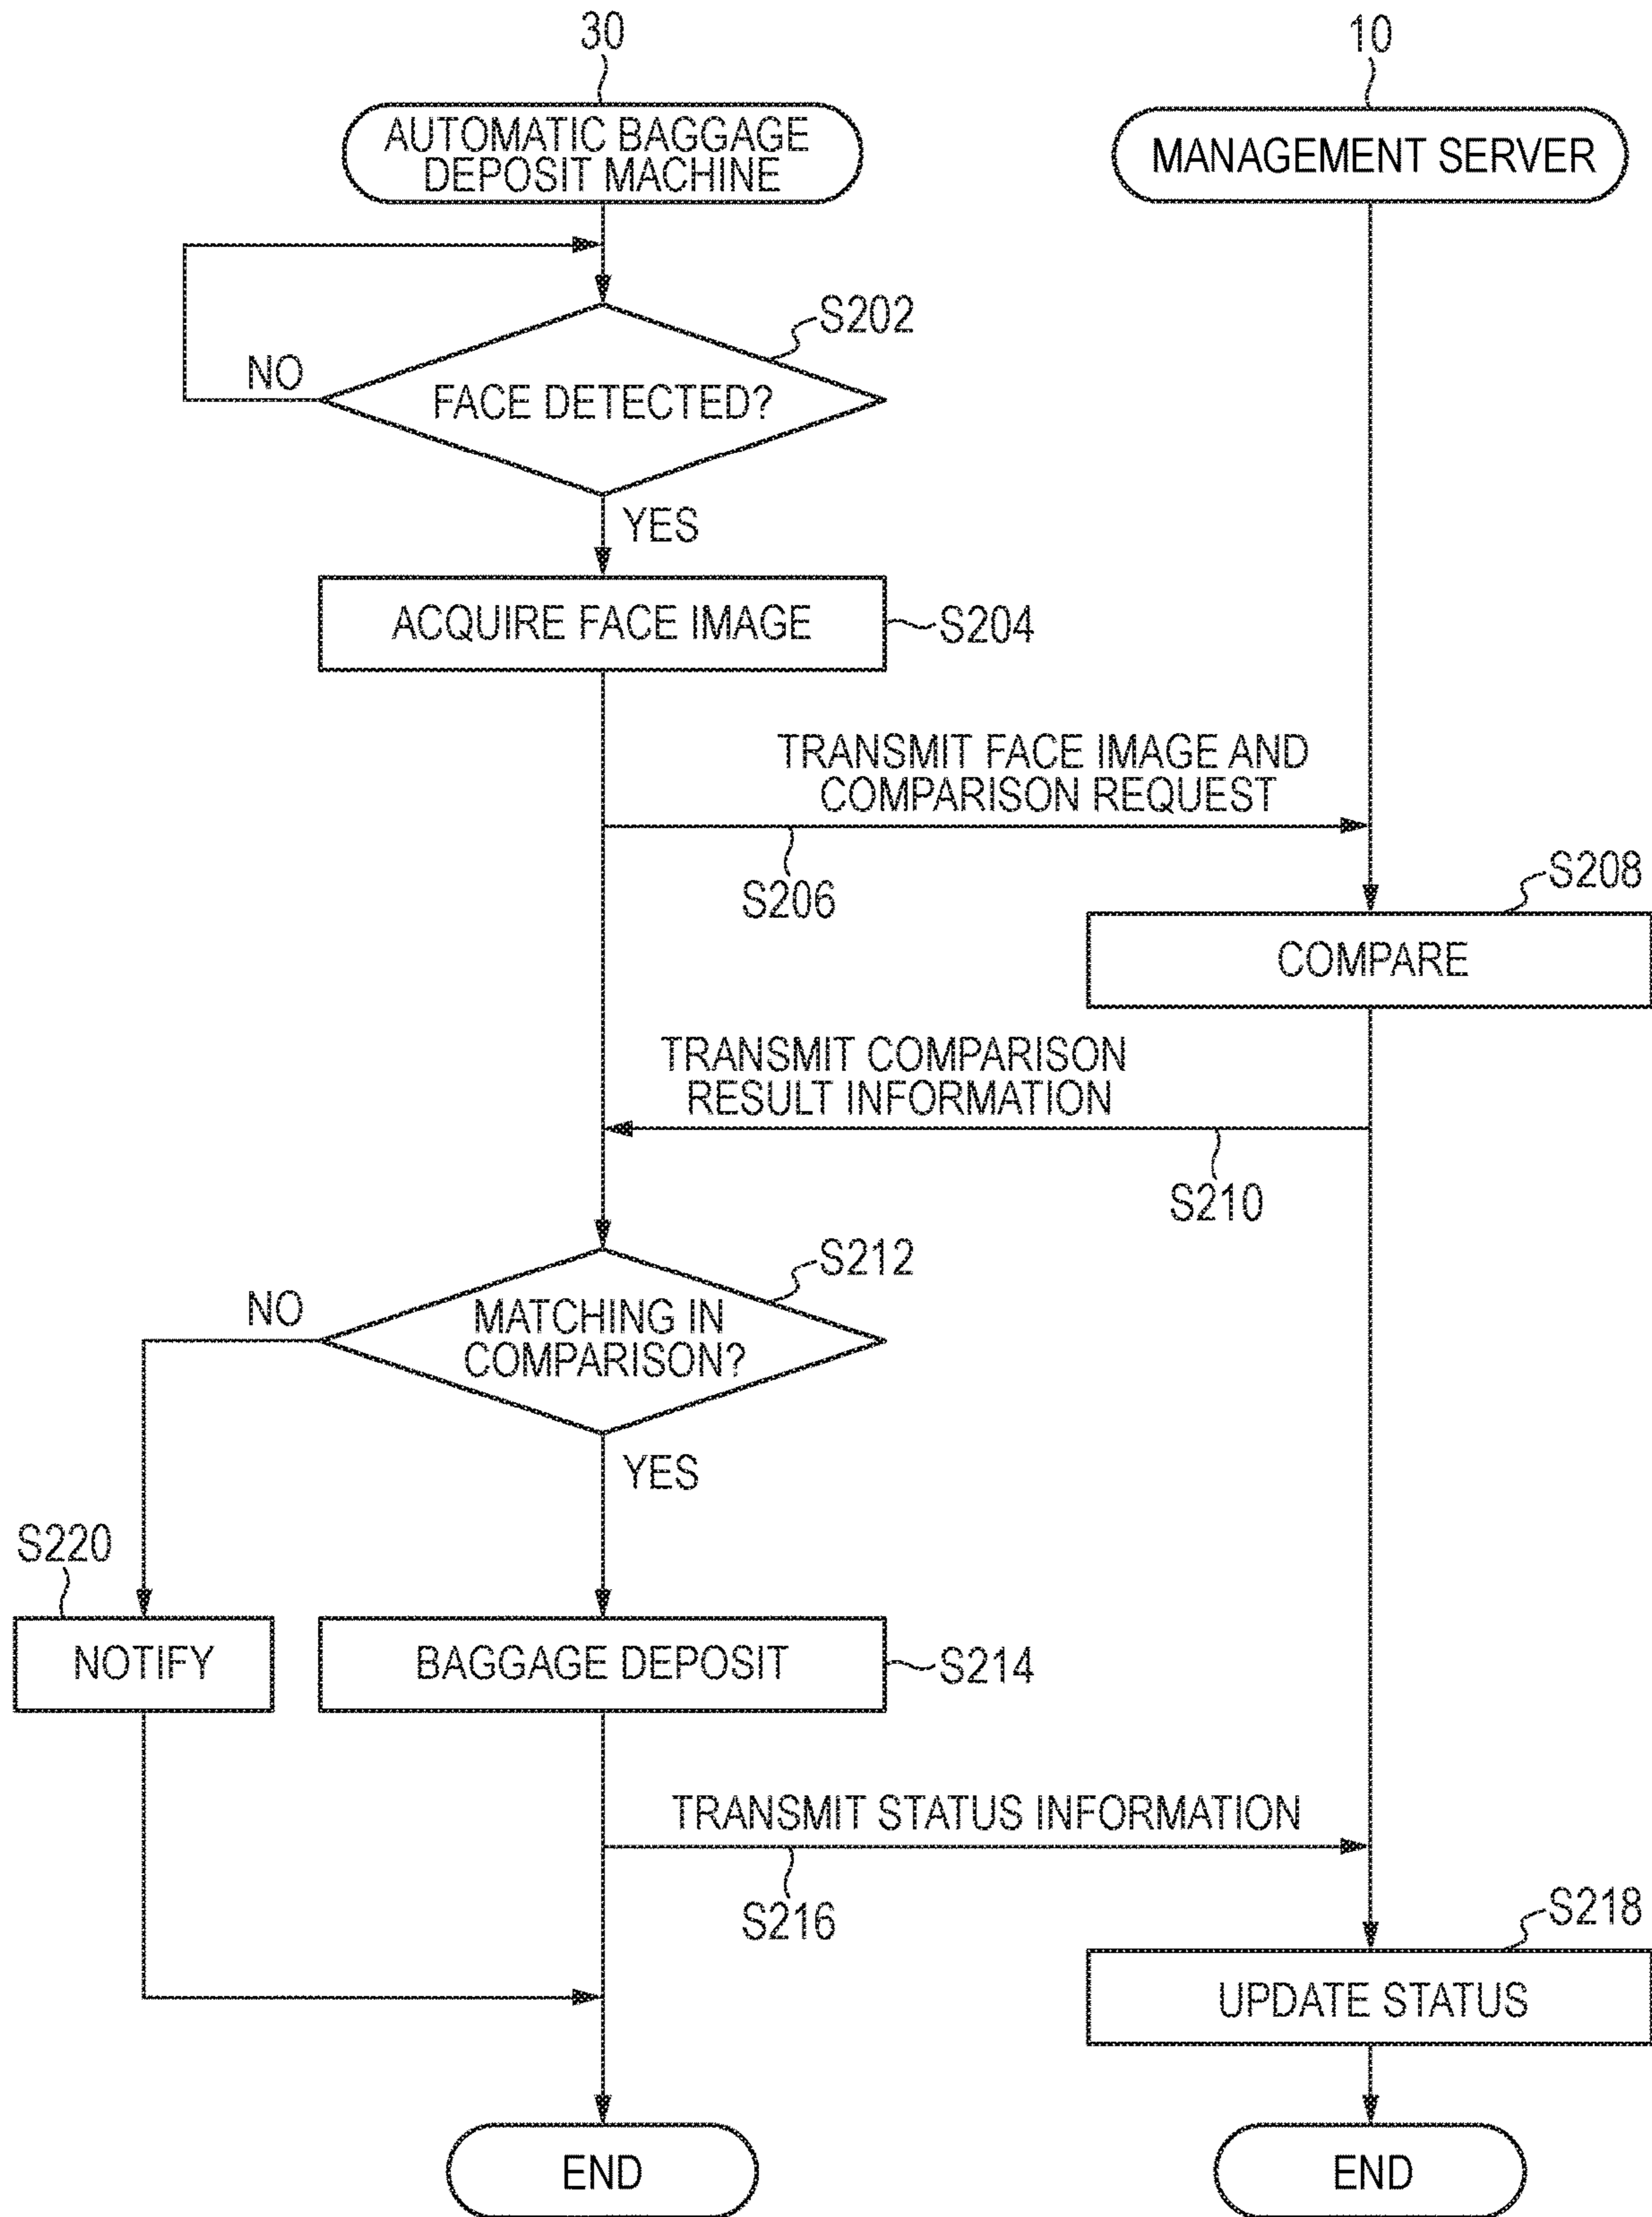 30
10
AUTOMATIC BAGGAGE
DEPOSIT MACHINE
MANAGEMENT SERVER
S202
NO
FACE DETECTED?
YES
ACQUIRE FACE IMAGE
S204
TRANSMIT FACE IMAGE AND
COMPARISON REQUEST
S206
S208
COMPARE
TRANSMIT COMPARISON
RESULT INFORMATION
S210
S212
NO
MATCHING IN
COMPARISON?
YES
S220
NOTIFY
BAGGAGE DEPOSIT
S214
TRANSMIT STATUS INFORMATION
S216
S218
UPDATE STATUS
END
END